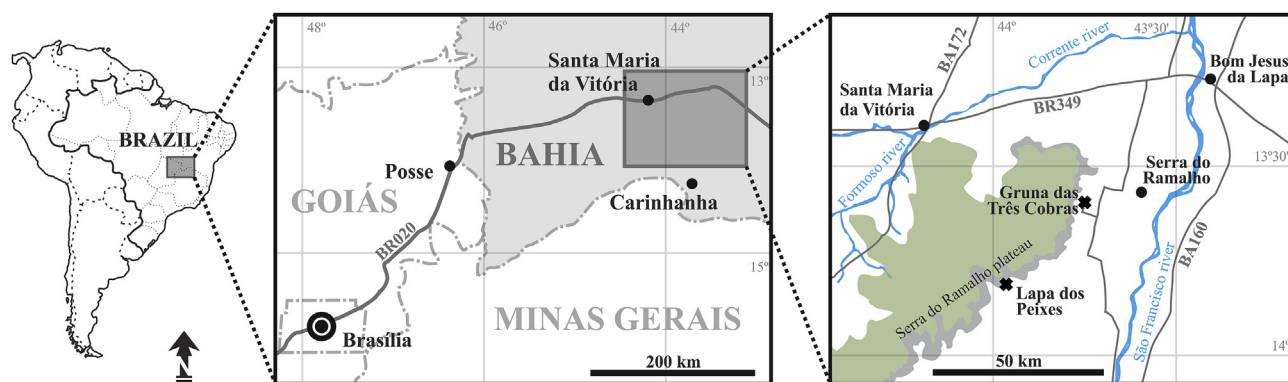 BRAZIL
N
48º
46º
44º
13º
15º
Santa Maria
da Vitória
BAHIA
Posse
GOIÁS
Carinhanha
BR020
MINAS GERAIS
Brasília
200 km
44º
43º30'
13º30
14º
BA172
Corrente river
Bom Jesus
da Lapa
Santa Maria
da Vitória
BR349
Formoso river
Serra do
Ramalho
Gruna das
Três Cobras
BA160
Serra do Ramalho plateau
Lapa dos
Peixes
São Francisco river
50 km